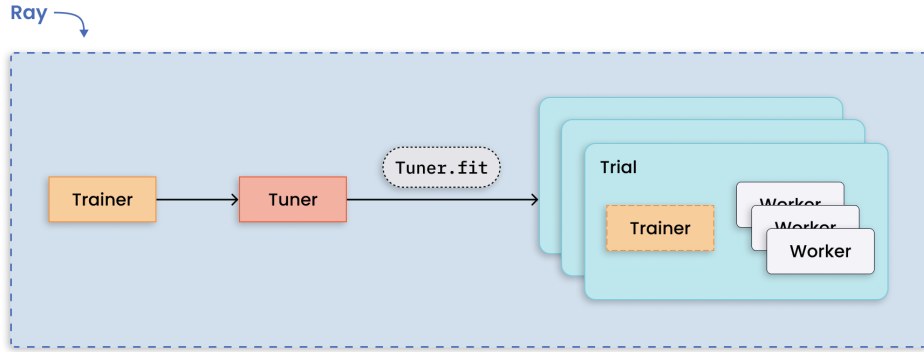 Ray
Trainer
Tuner
Tuner.fit
Trial
Trainer
Worker
Worker
Worker